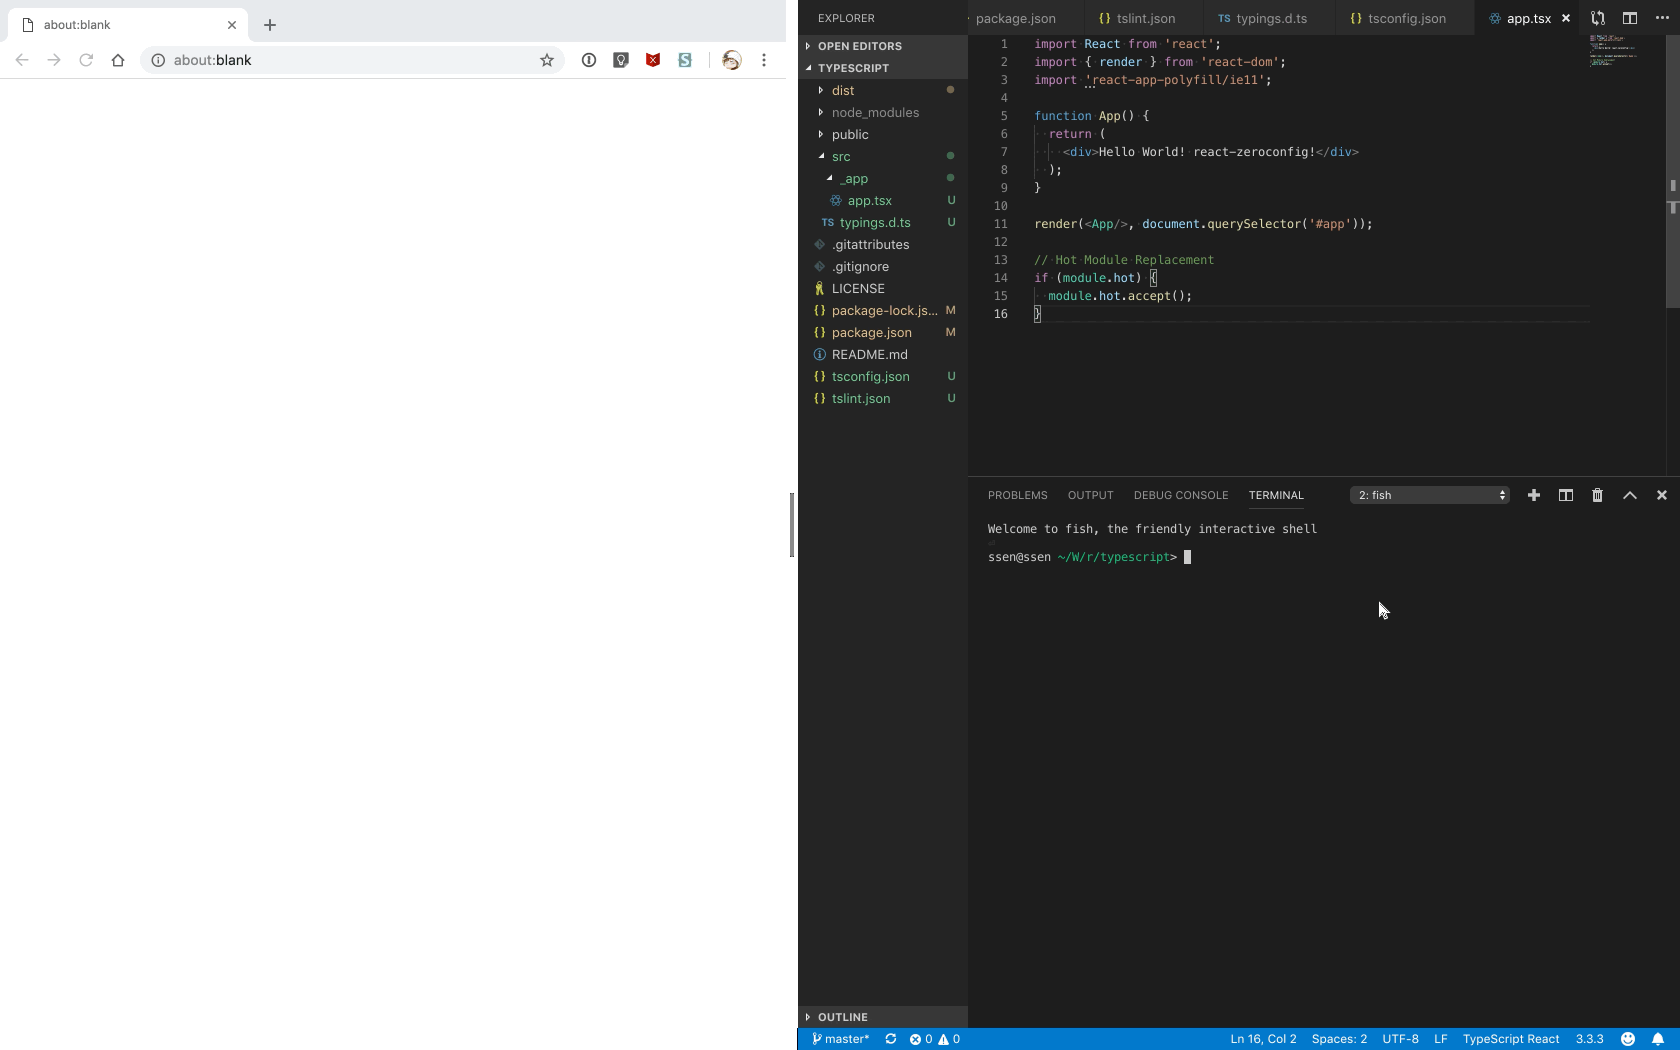 about:blank
about:blank
EXPLORER
OPEN EDITORS
TYPESCRIPT
dist
node_modules
public
src
_app
app.tsx U
TS typings.d.ts U
.gitattributes
.gitignore
LICENSE
{} package-lock.js... M
{} package.json M
README.md
{} tsconfig.json U
{} tslint.json U
OUTLINE
package.json {} tslint.json TS typings.d.ts {} tsconfig.json app.tsx
1 import React from 'react';
2 import { render } from 'react-dom';
3 import 'react-app-polyfill/ie11';
4
5 function App() {
6 return (
7 <div>Hello World! react-zeroconfig!</div>
8 );
9 }
10
11 render(<App/>, document.querySelector('#app'));
12
13 // Hot Module Replacement
14 if (module.hot) {
15 module.hot.accept();
16 }
PROBLEMS OUTPUT DEBUG CONSOLE TERMINAL 2: fish
Welcome to fish, the friendly interactive shell
ssen@ssen ~/W/r/typescript>
master* 0 0 Ln 16, Col 2 Spaces: 2 UTF-8 LF TypeScript React 3.3.3